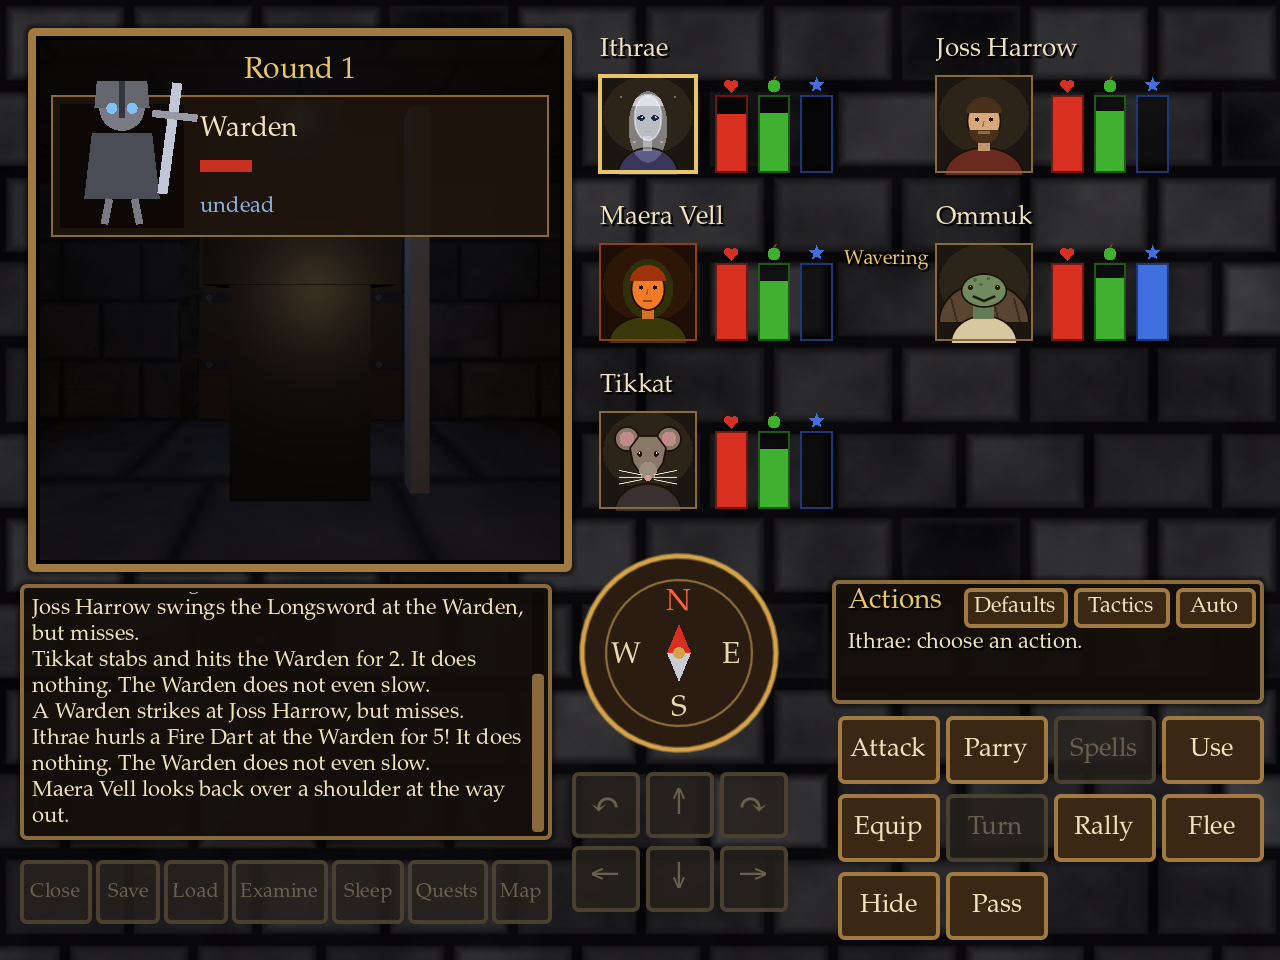 Round 1
Warden
undead
Ithrae
Joss Harrow
Maera Vell
Wavering
Ommuk
Tikkat
Joss Harrow swings the Longsword at the Warden,
but misses.
Tikkat stabs and hits the Warden for 2. It does
nothing. The Warden does not even slow.
A Warden strikes at Joss Harrow, but misses.
Ithrae hurls a Fire Dart at the Warden for 5! It does
nothing. The Warden does not even slow.
Maera Vell looks back over a shoulder at the way
out.
N
W E
S
Actions
Defaults Tactics Auto
Ithrae: choose an action.
Attack Parry Spells Use
Equip Turn Rally Flee
Hide Pass
Close Save Load Examine Sleep Quests Map